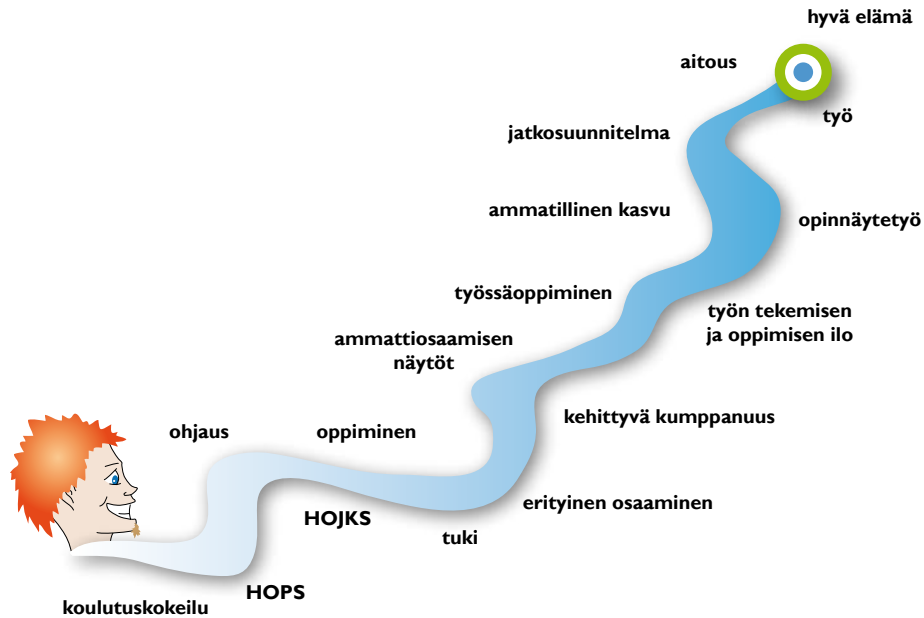 hyvä elämä
aitous
työ
jatkosuunnitelma
ammatillinen kasvu
opinnäytetyö
työssäoppiminen
työn tekemisen
ja oppimisen ilo
ammattiosaamisen
näytöt
kehittyvä kumppanuus
ohjaus
oppiminen
erityinen osaaminen
HOJKS
tuki
HOPS
koulutuskokeilu